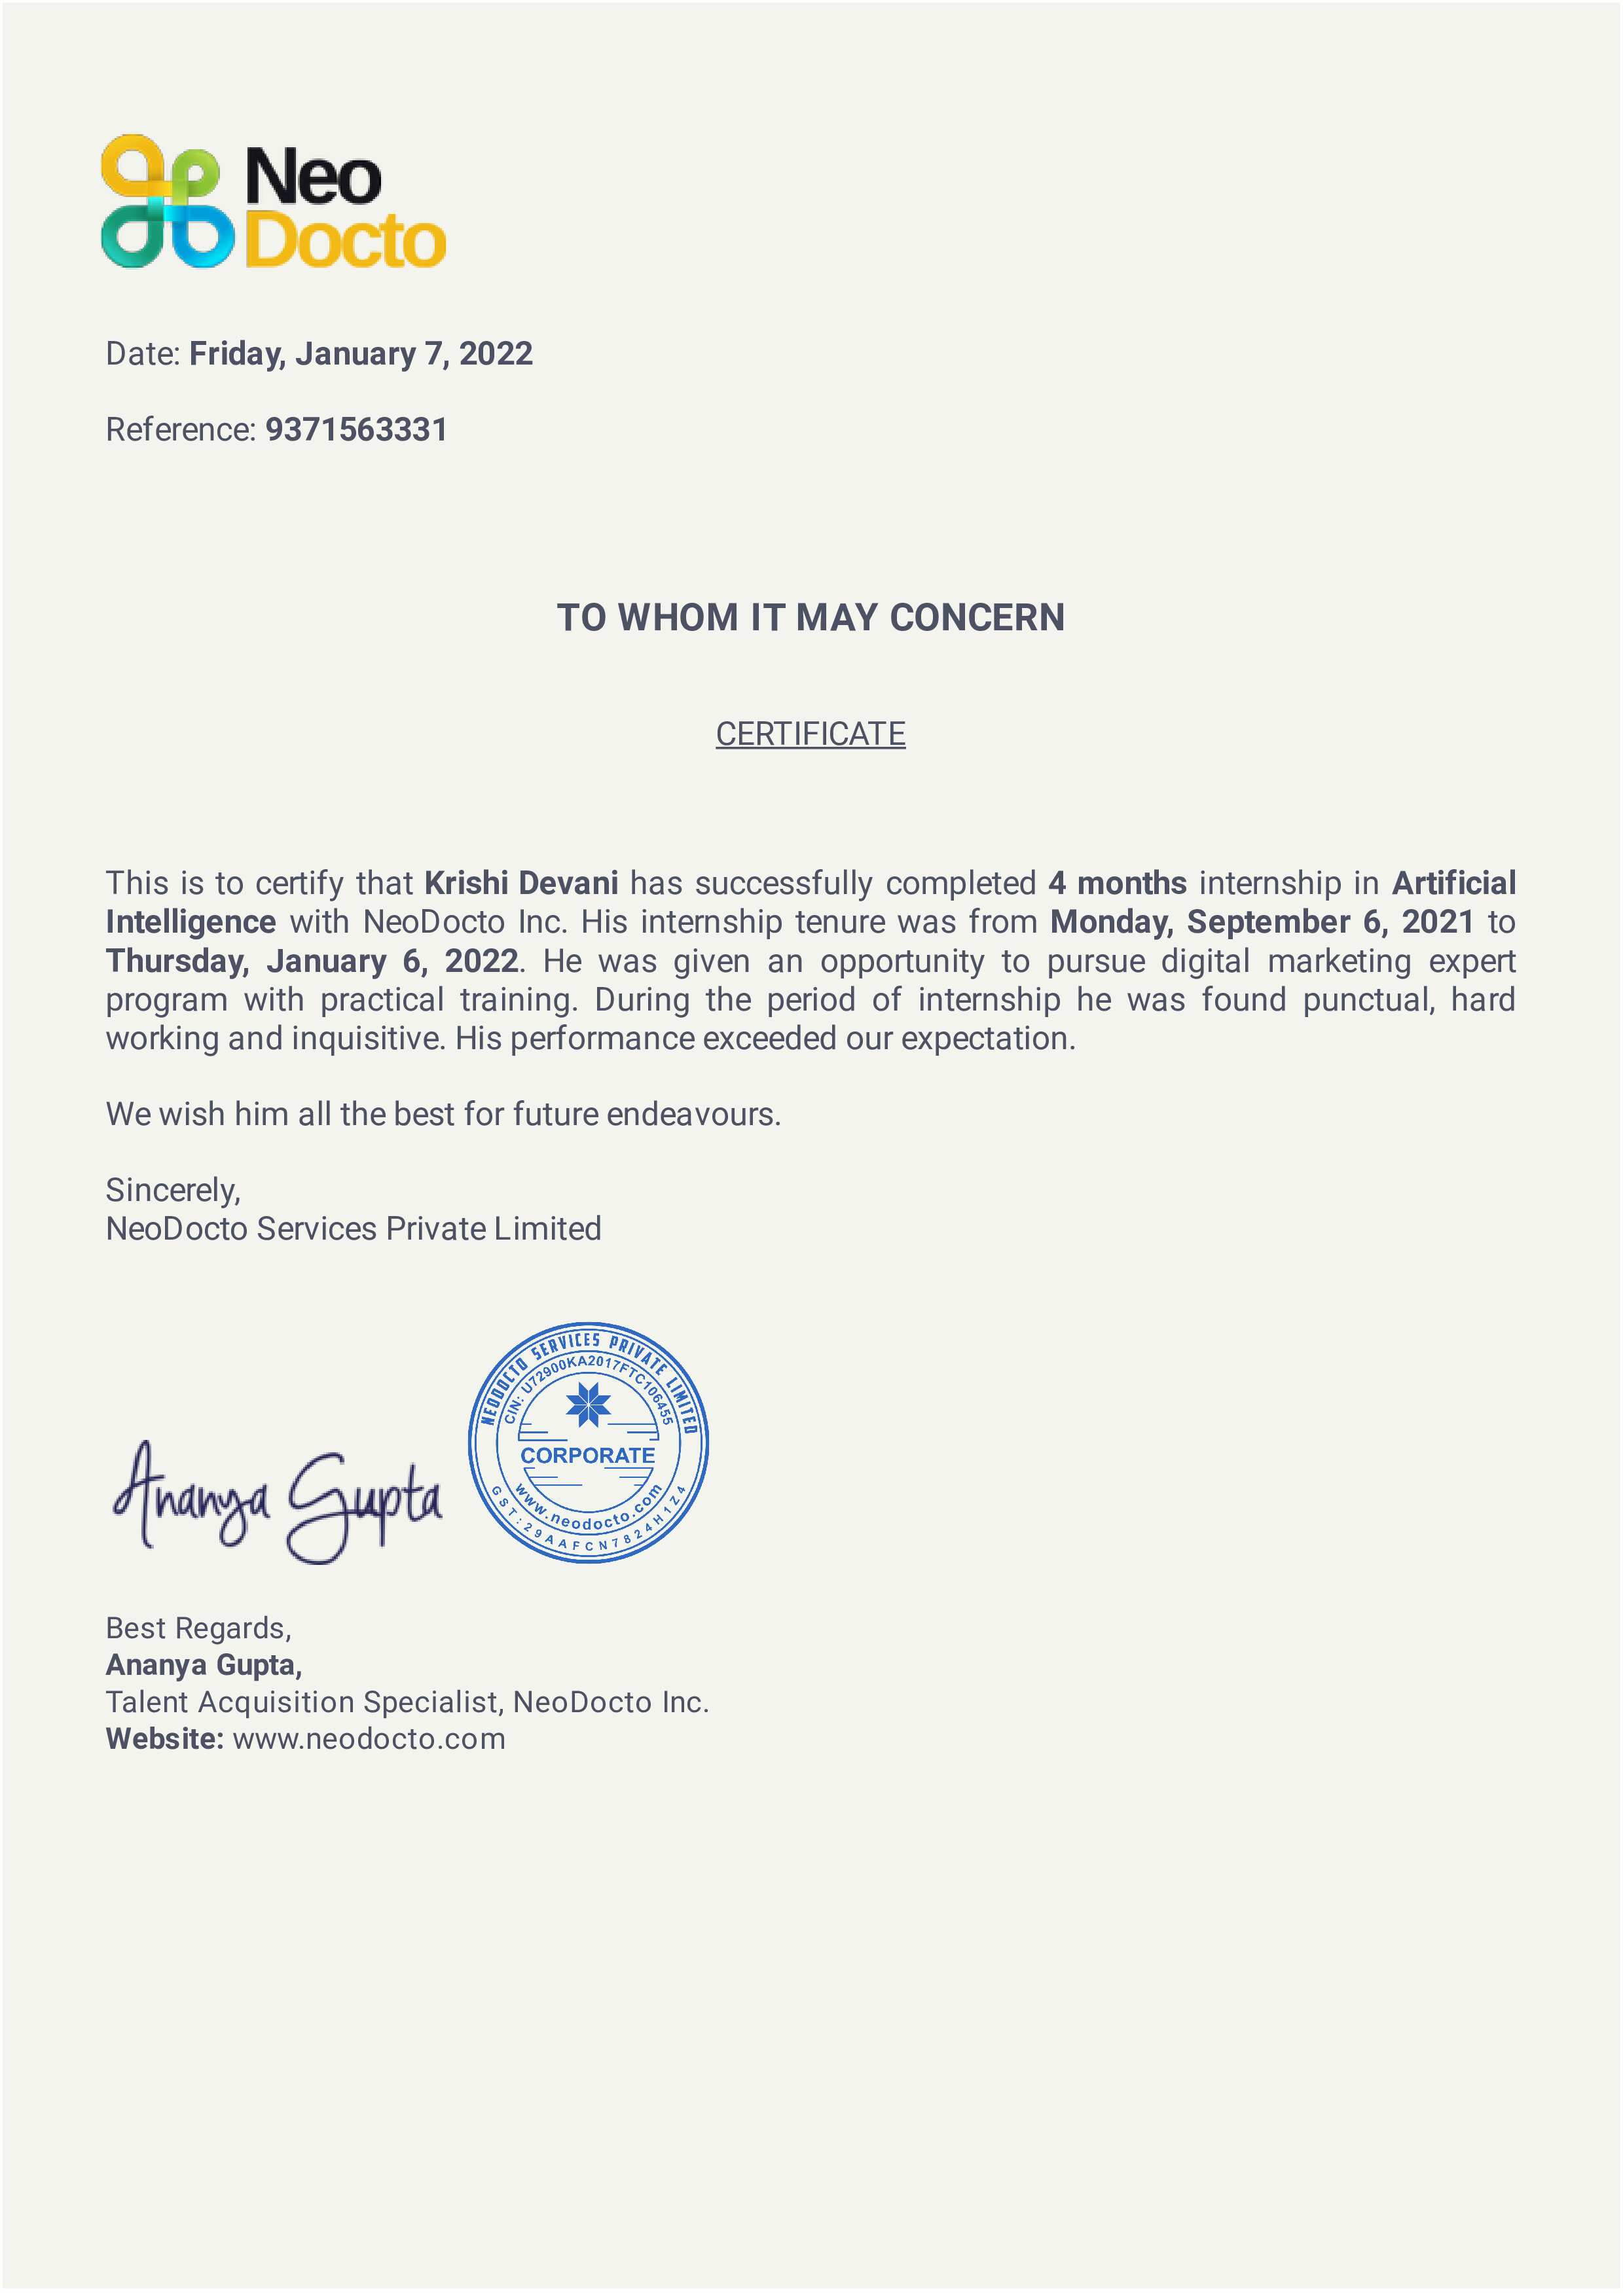 Neo
Docto
Date: Friday, January 7, 2022
Reference: 9371563331
TO WHOM IT MAY CONCERN
CERTIFICATE
This is to certify that Krishi Devani has successfully completed 4 months internship in Artificial
Intelligence with NeoDocto Inc. His internship tenure was from Monday, September 6, 2021 to
Thursday, January 6, 2022. He was given an opportunity to pursue digital marketing expert
program with practical training. During the period of internship he was found punctual, hard
working and inquisitive. His performance exceeded our expectation.
We wish him all the best for future endeavours.
Sincerely,
NeoDocto Services Private Limited
NEODOCTO SERVICES PRIVATE LIMITED
CIN: U72900KA2017FTC106455
CORPORATE
www.neodocto.com
GST:29AAFCN7824H1Z4
Ananya Gupta
Best Regards,
Ananya Gupta,
Talent Acquisition Specialist, NeoDocto Inc.
Website: www.neodocto.com